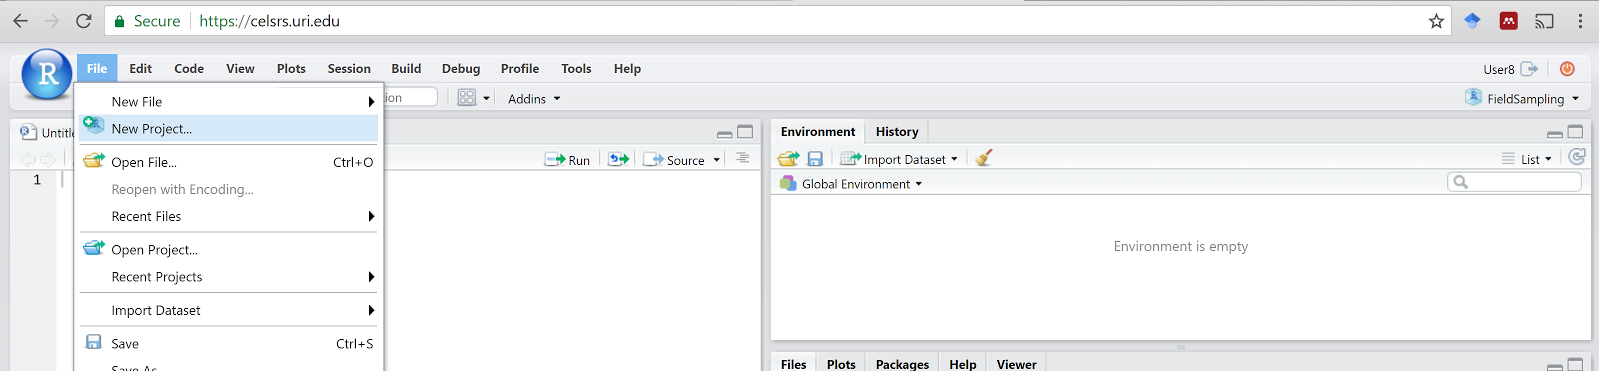 Secure https://celsrs.uri.edu
R File Edit Code View Plots Session Build Debug Profile Tools Help User8
Addins FieldSampling
New File
New Project...
Open File... Ctrl+O
Reopen with Encoding...
Recent Files
Open Project...
Recent Projects
Import Dataset
Save Ctrl+S
Save As
Run Source
1
Environment History
Import Dataset List
Global Environment
Environment is empty
Files Plots Packages Help Viewer